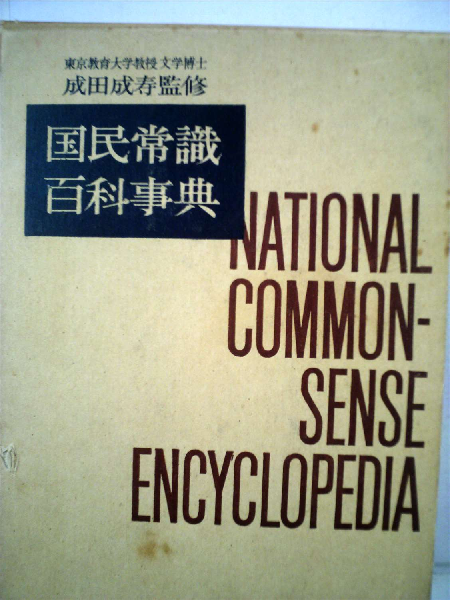 東京教育大学教授 文学博士
成田成寿監修
国民常識
百科事典
NATIONAL
COMMON-
SENSE
ENCYCLOPEDIA